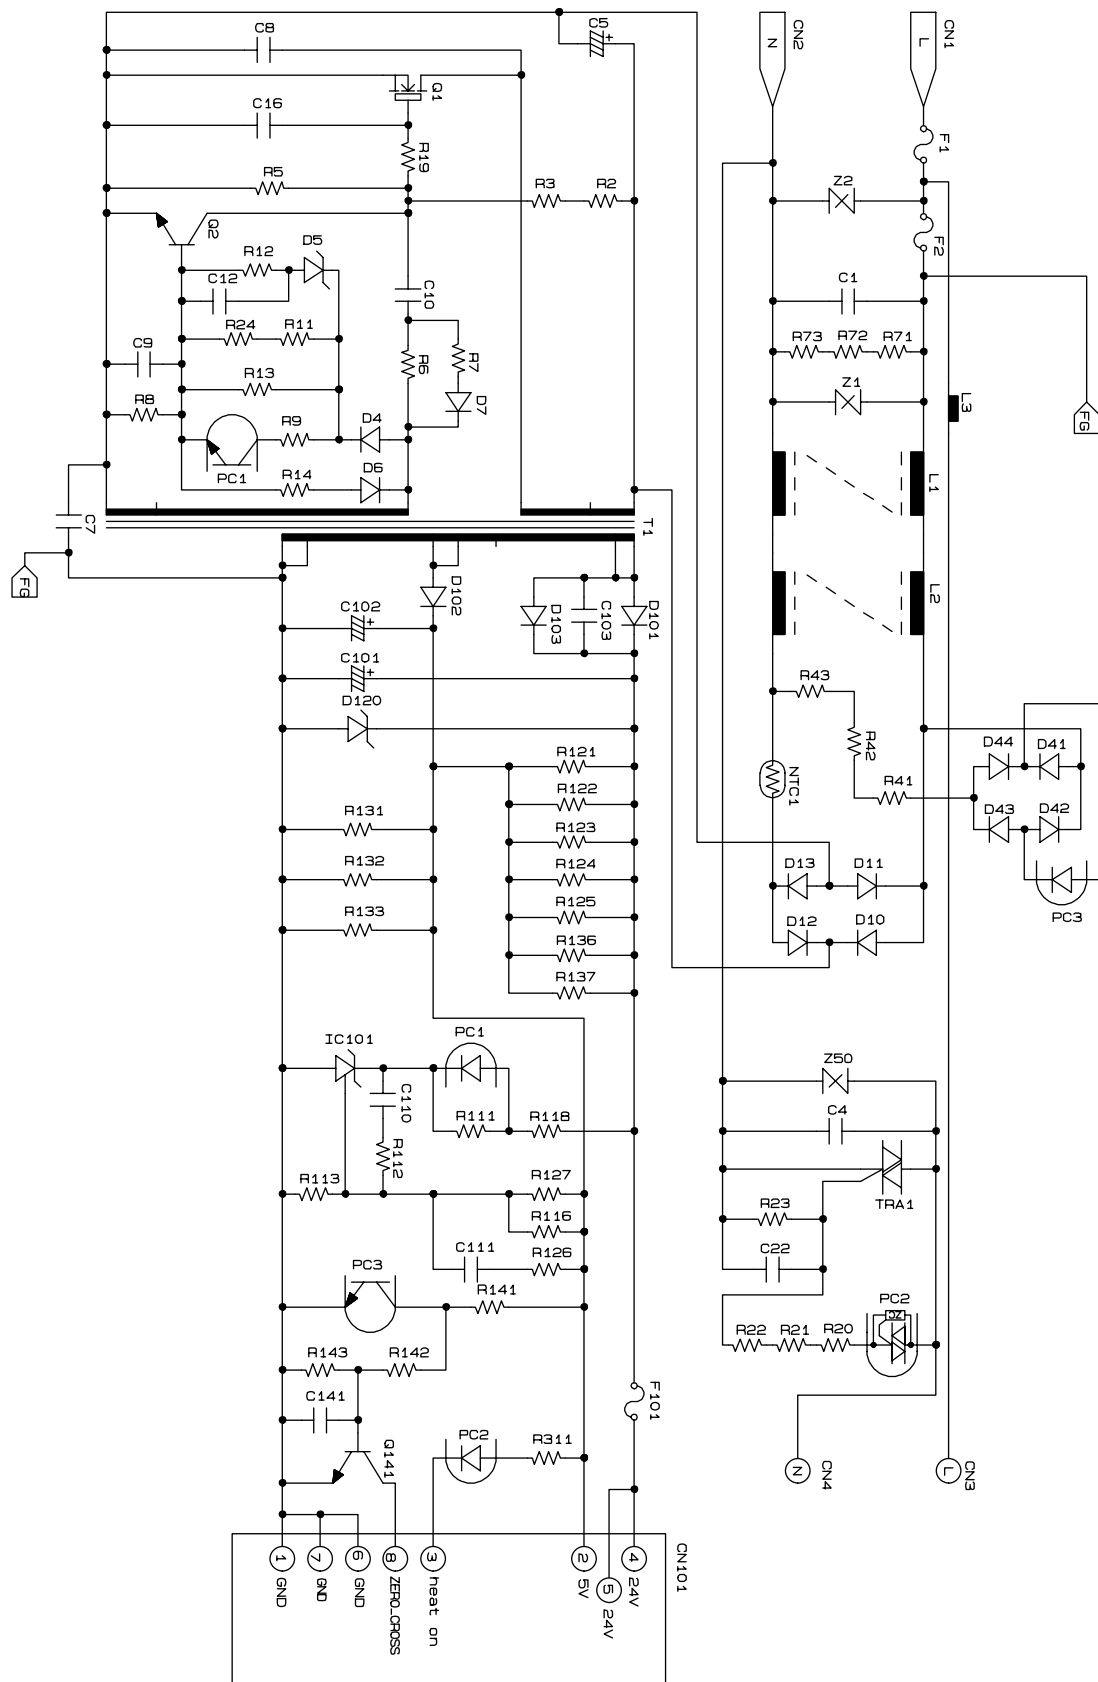 C5
C8
CN2
N
CN1
L
Q1
C16
R19
F1
R5
R3
R2
Z2
Q2
F2
R12
D5
C12
C10
C1
R24
R11
R73
R72
R71
C9
R6
R7
R13
Z1
L3
R8
D7
R9
D4
FG
PC1
D6
R14
L1
C7
T1
FG
D102
C102
D103
C103
D101
L2
C101
D120
R43
R42
D44
D41
R121
NTC1
R41
R122
R131
R123
D43
D42
R132
R124
D13
D11
R133
R125
PC3
D12
D10
R136
R137
IC101
PC1
Z50
C110
R111
R118
C4
R112
R113
R127
TRA1
R116
R23
C111
R126
C22
PC3
R141
PC2
ZC
R22
R21
R20
R143
R142
C141
F101
Q141
PC2
R311
N
CN4
L
CN3
CN101
1
GND
7
GND
6
GND
8
ZERO_CROSS
3
heat on
2
5V
5
24V
4
24V